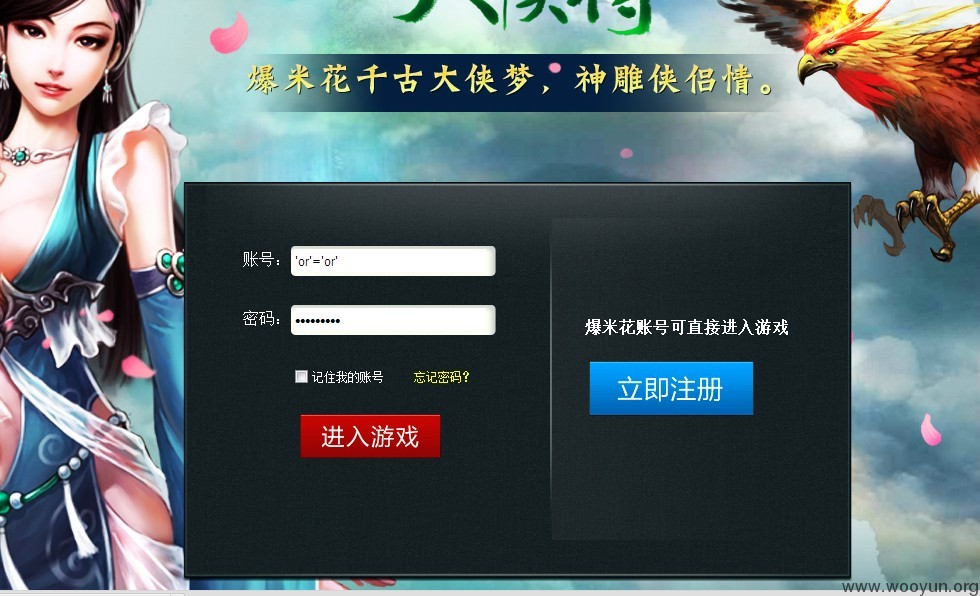 爆米花千古大侠梦，神雕侠侣情。
账号：
'or'='or'
密码：
•••••••••
记住我的账号 忘记密码?
进入游戏
爆米花账号可直接进入游戏
立即注册
www.wooyun.org